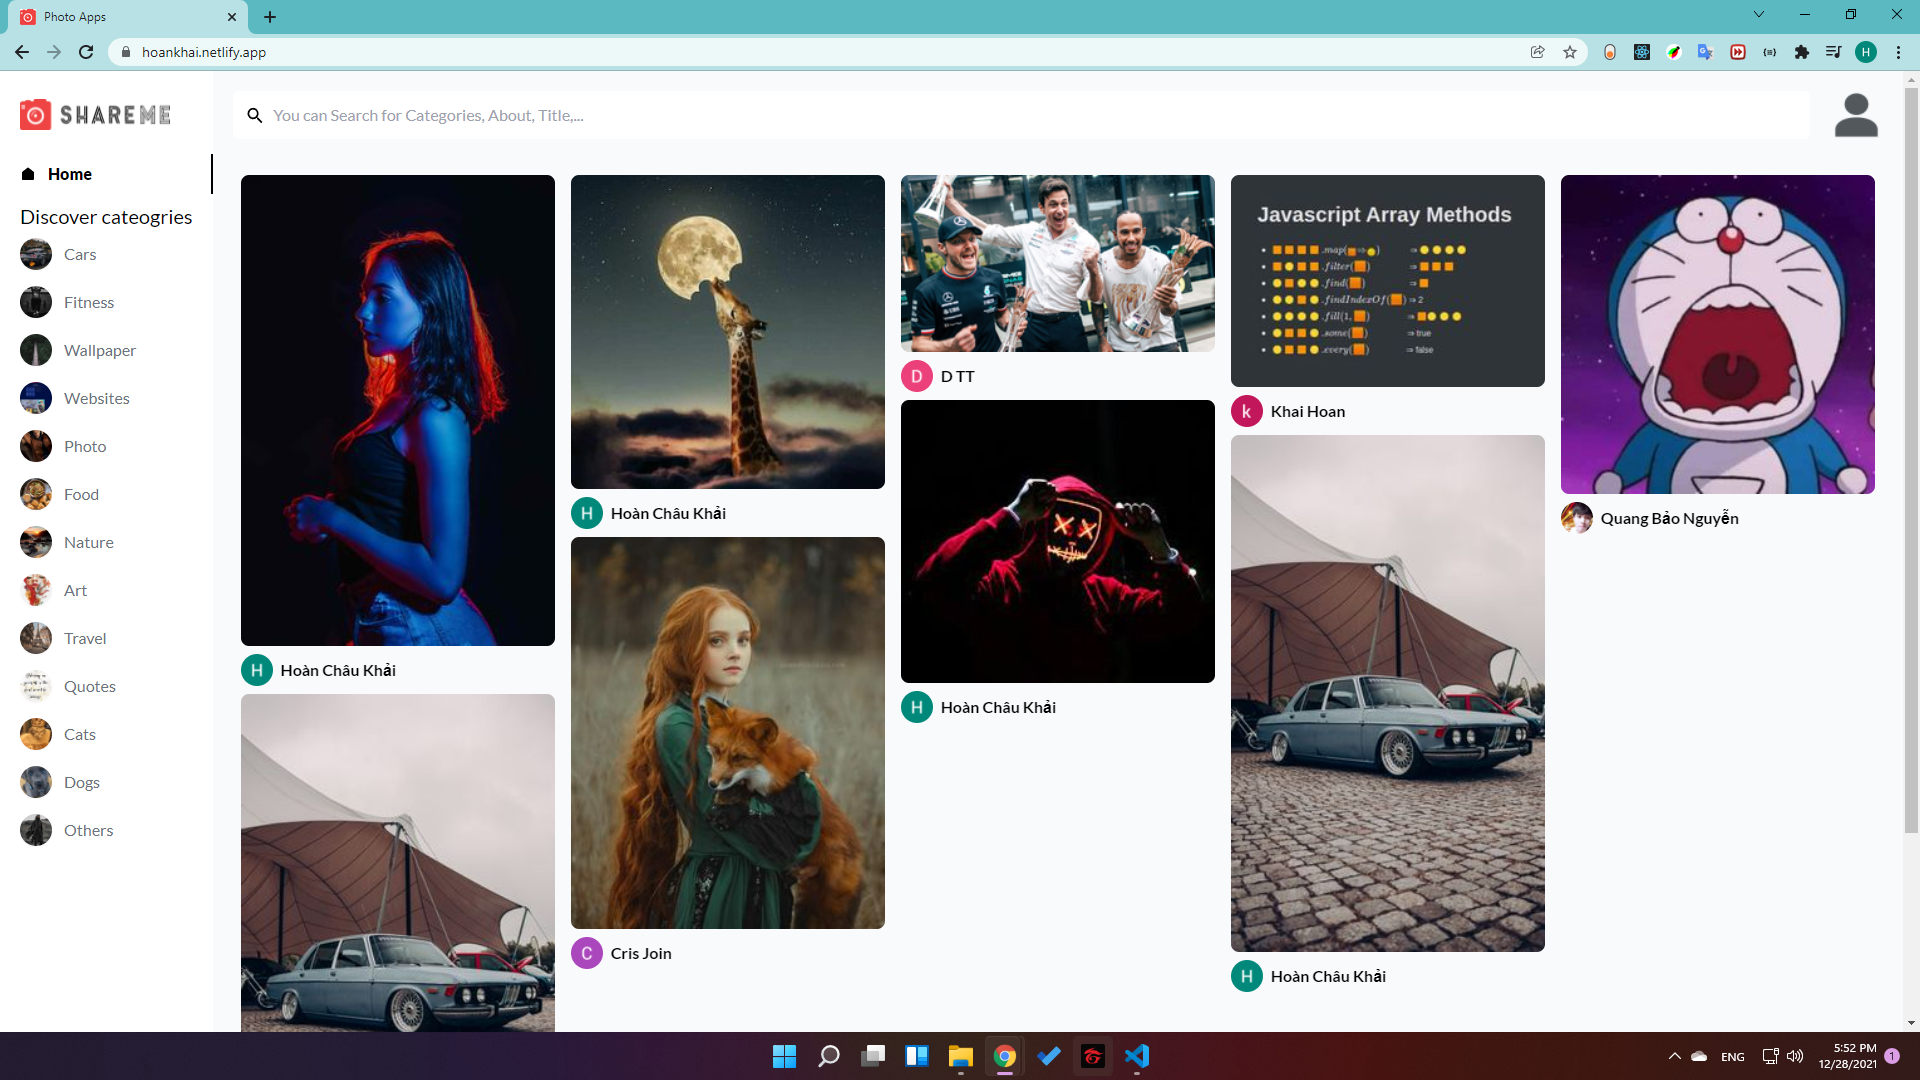 Photo Apps
hoankhai.netlify.app
H
SHAREME
You can Search for Categories, About, Title,...
Home
Discover cateogries
Cars
Fitness
Wallpaper
Websites
Photo
Food
Nature
Art
Travel
Quotes
Cats
Dogs
Others
H Hoàn Châu Khải
H Hoàn Châu Khải
C Cris Join
D D TT
H Hoàn Châu Khải
Javascript Array Methods
.map( ⇒ ) ⇒
.filter( ) ⇒
.find( ) ⇒
.findIndexOf( ) ⇒ 2
.fill(1, ) ⇒
.some( ) ⇒ true
.every( ) ⇒ false
k Khai Hoan
H Hoàn Châu Khải
Quang Bảo Nguyễn
ENG
5:52 PM
12/28/2021
1